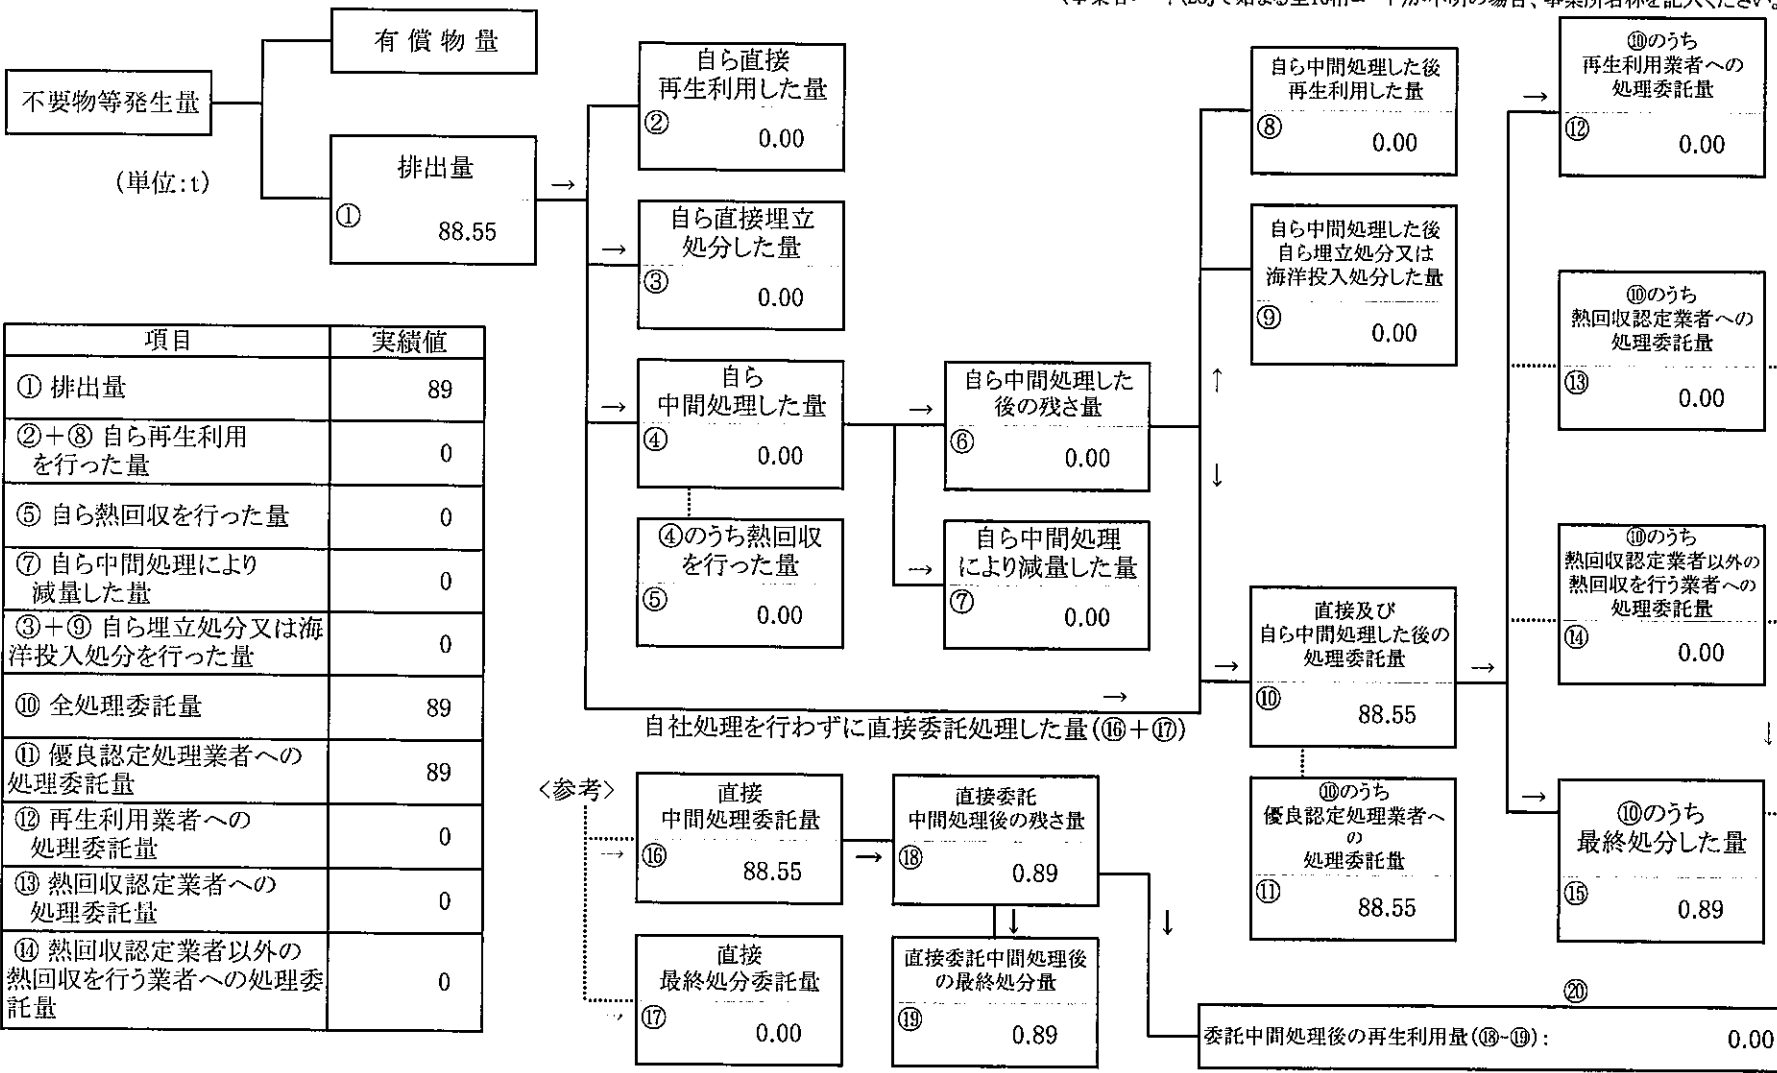 有 償 物 量
不要物等発生量
(単位:t)
排出量
①
88.55
自ら直接
再生利用した量
②
0.00
自ら直接埋立
処分した量
③
0.00
自ら
中間処理した量
④
0.00
④のうち熱回収
を行った量
⑤
0.00
自ら中間処理した
後の残さ量
⑥
0.00
自ら中間処理
により減量した量
⑦
0.00
自ら中間処理した後
再生利用した量
⑧
0.00
自ら中間処理した後
自ら埋立処分又は
海洋投入処分した量
⑨
0.00
直接及び
自ら中間処理した後の
処理委託量
⑩
88.55
⑩のうち
優良認定処理業者へ
の
処理委託量
⑪
88.55
⑩のうち
再生利用業者への
処理委託量
⑫
0.00
⑩のうち
熱回収認定業者への
処理委託量
⑬
0.00
⑩のうち
熱回収認定業者以外の
熱回収を行う業者への
処理委託量
⑭
0.00
⑩のうち
最終処分した量
⑮
0.89
自社処理を行わずに直接委託処理した量(⑯+⑰)
<参考>
直接
中間処理委託量
⑯
88.55
直接
最終処分委託量
⑰
0.00
直接委託
中間処理後の残さ量
⑱
0.89
直接委託中間処理後
の最終処分量
⑲
0.89
⑳
委託中間処理後の再生利用量(⑱-⑲): 0.00
項目 実績値
① 排出量 89
②+⑧ 自ら再生利用
を行った量 0
⑤ 自ら熱回収を行った量 0
⑦ 自ら中間処理により
減量した量 0
③+⑨ 自ら埋立処分又は海
洋投入処分を行った量 0
⑩ 全処理委託量 89
⑪ 優良認定処理業者への
処理委託量 89
⑫ 再生利用業者への
処理委託量 0
⑬ 熱回収認定業者への
処理委託量 0
⑭ 熱回収認定業者以外の
熱回収を行う業者への処理委
託量 0